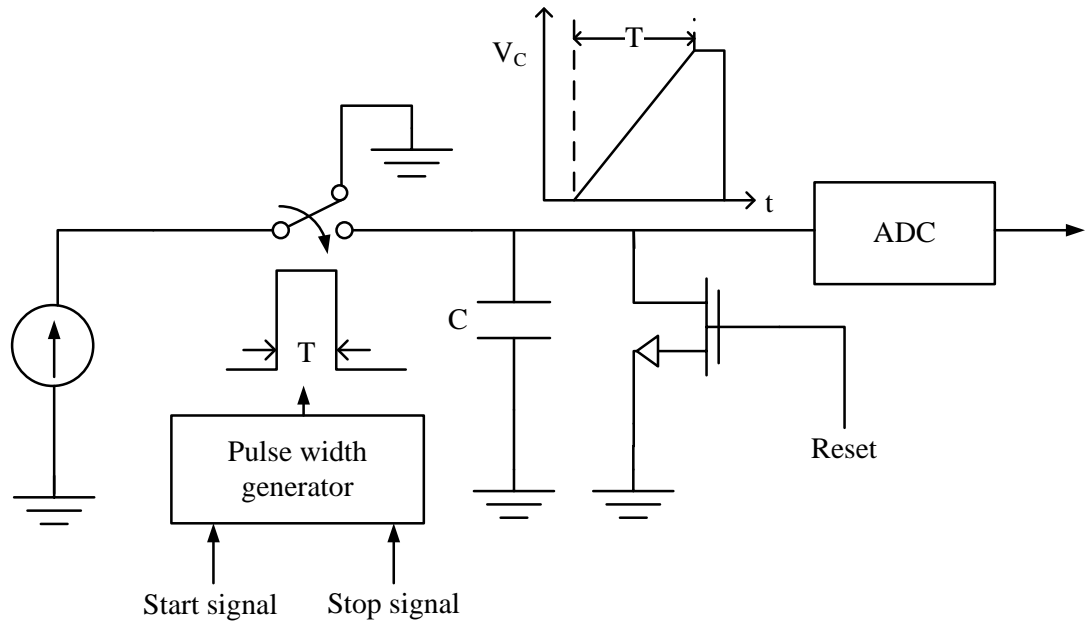 T
V_C
t
ADC
C
T
Pulse width
generator
Reset
Start signal
Stop signal